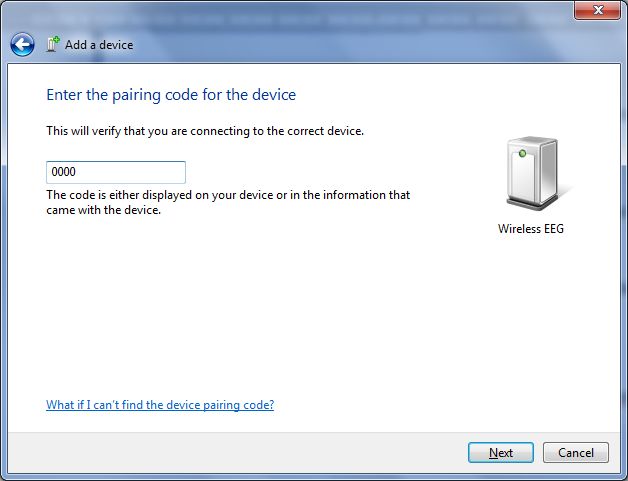 Add a device
Enter the pairing code for the device
This will verify that you are connecting to the correct device.
0000
The code is either displayed on your device or in the information that
came with the device.
Wireless EEG
What if I can't find the device pairing code?
Next
Cancel